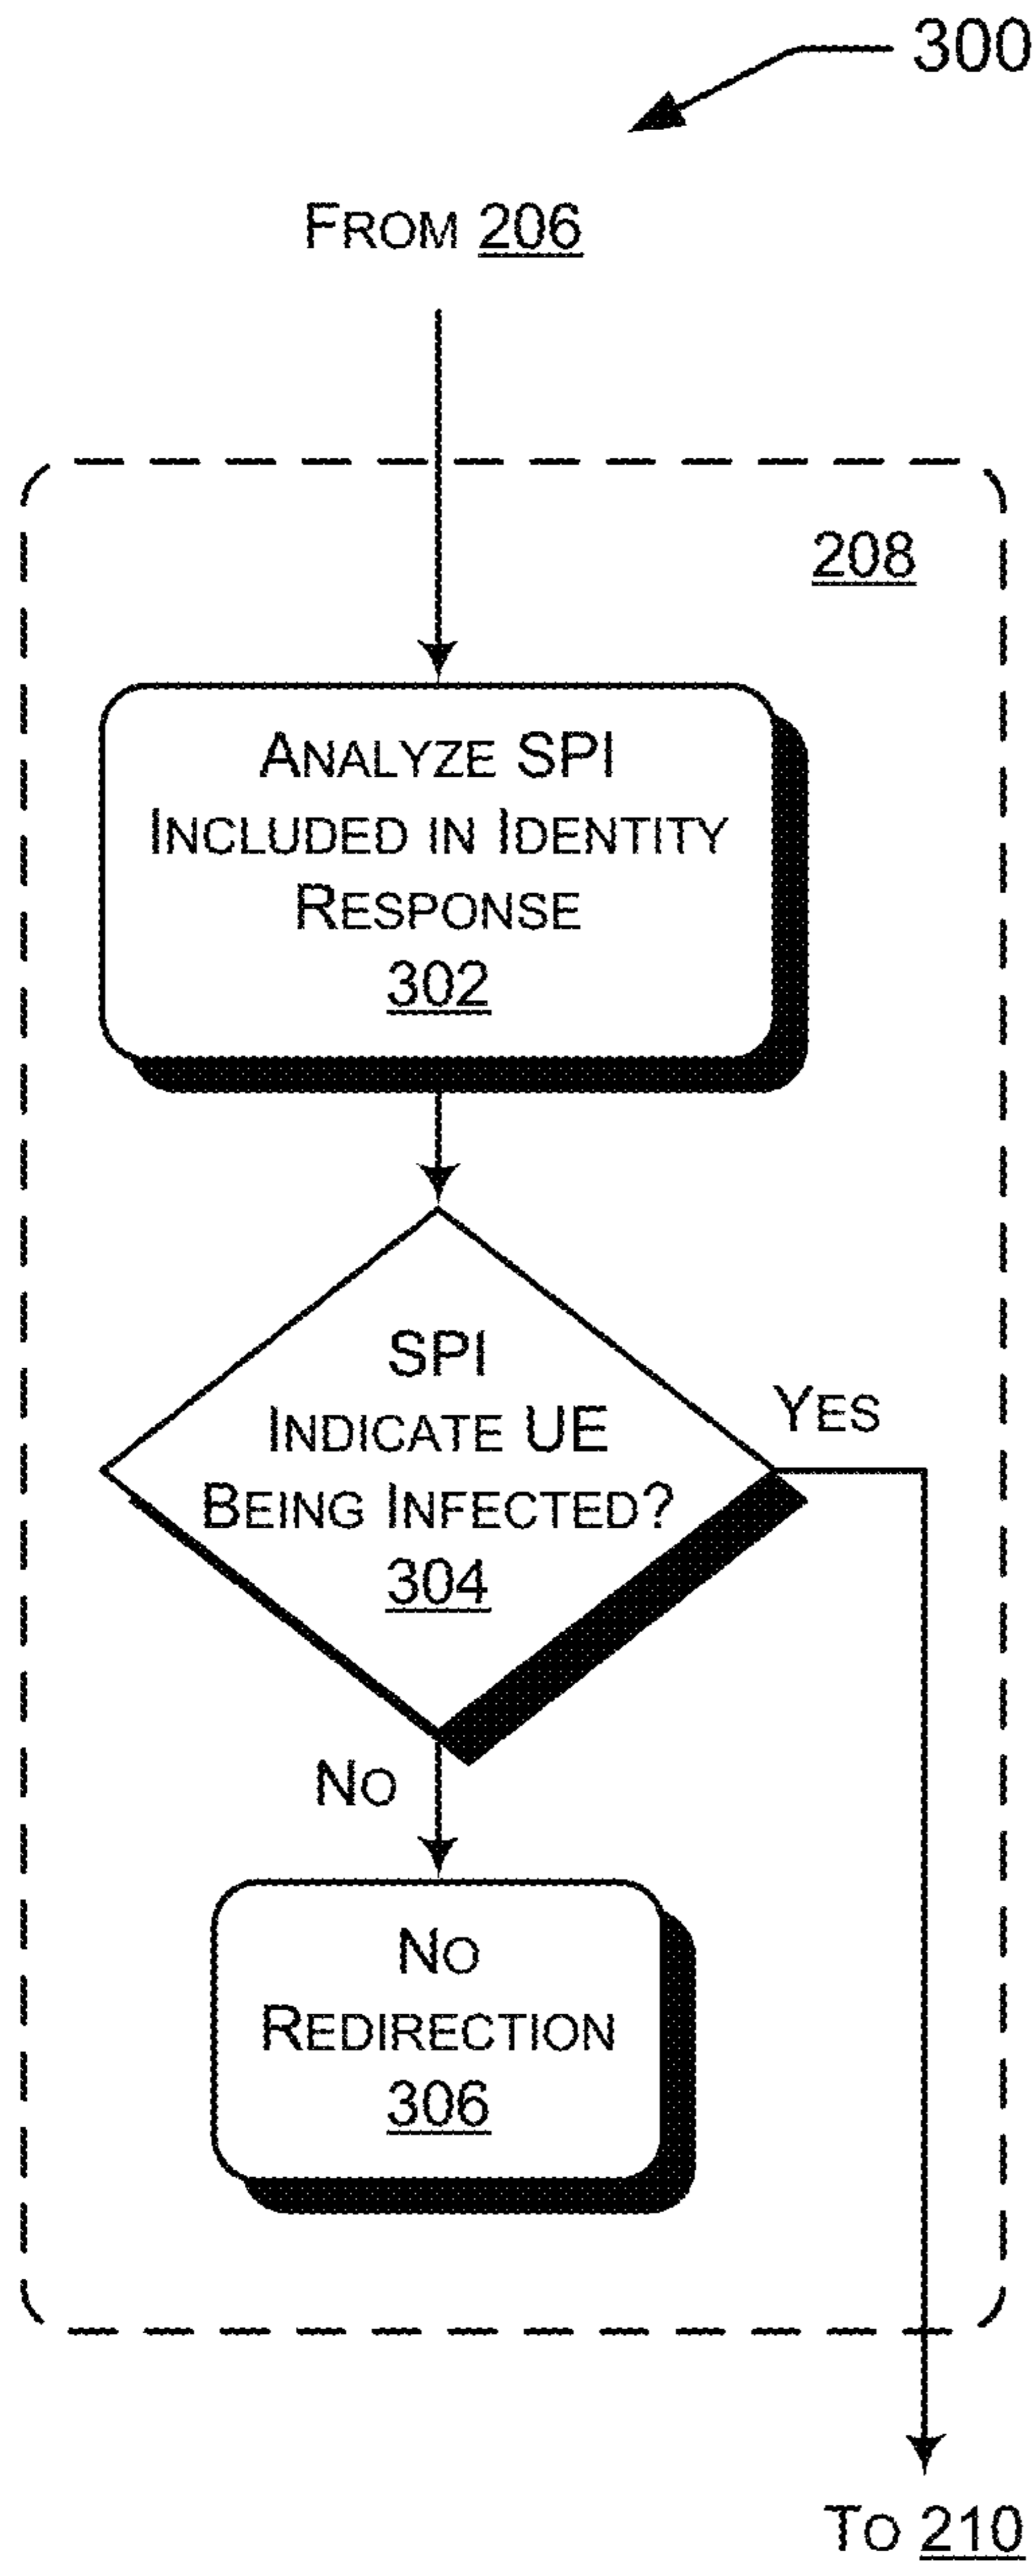 300
FROM 206
208
ANALYZE SPI
INCLUDED IN IDENTITY
RESPONSE
302
SPI
INDICATE UE
BEING INFECTED?
304
YES
NO
NO
REDIRECTION
306
TO 210